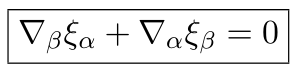 ∇_β ξ_α + ∇_α ξ_β = 0